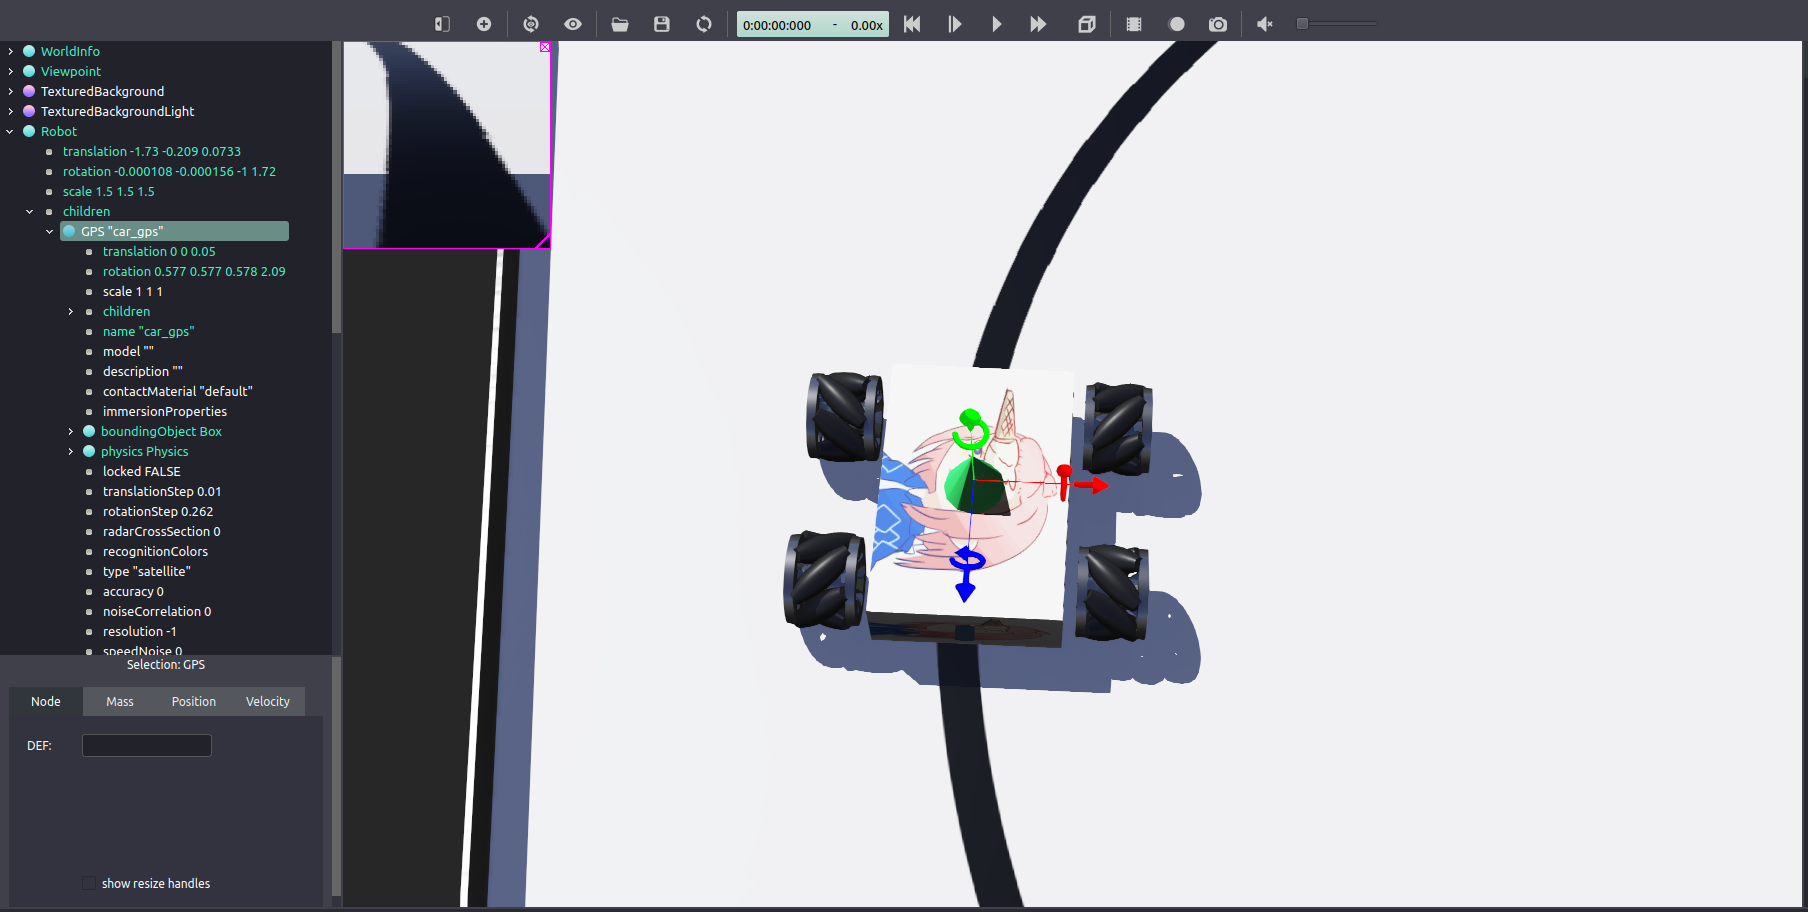 0:00:00:000 - 0.00x
WorldInfo
Viewpoint
TexturedBackground
TexturedBackgroundLight
Robot
translation -1.73 -0.209 0.0733
rotation -0.000108 -0.000156 -1 1.72
scale 1.5 1.5 1.5
children
GPS "car_gps"
translation 0 0 0.05
rotation 0.577 0.577 0.578 2.09
scale 1 1 1
children
name "car_gps"
model ""
description ""
contactMaterial "default"
immersionProperties
boundingObject Box
physics Physics
locked FALSE
translationStep 0.01
rotationStep 0.262
radarCrossSection 0
recognitionColors
type "satellite"
accuracy 0
noiseCorrelation 0
resolution -1
speedNoise 0
Selection: GPS
Node Mass Position Velocity
DEF:
show resize handles